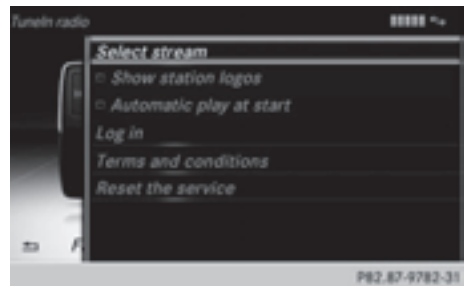 TuneIn radio
Select stream
Show station logos
Automatic play at start
Log in
Terms and conditions
Reset the service
F
P82.87-9782-31